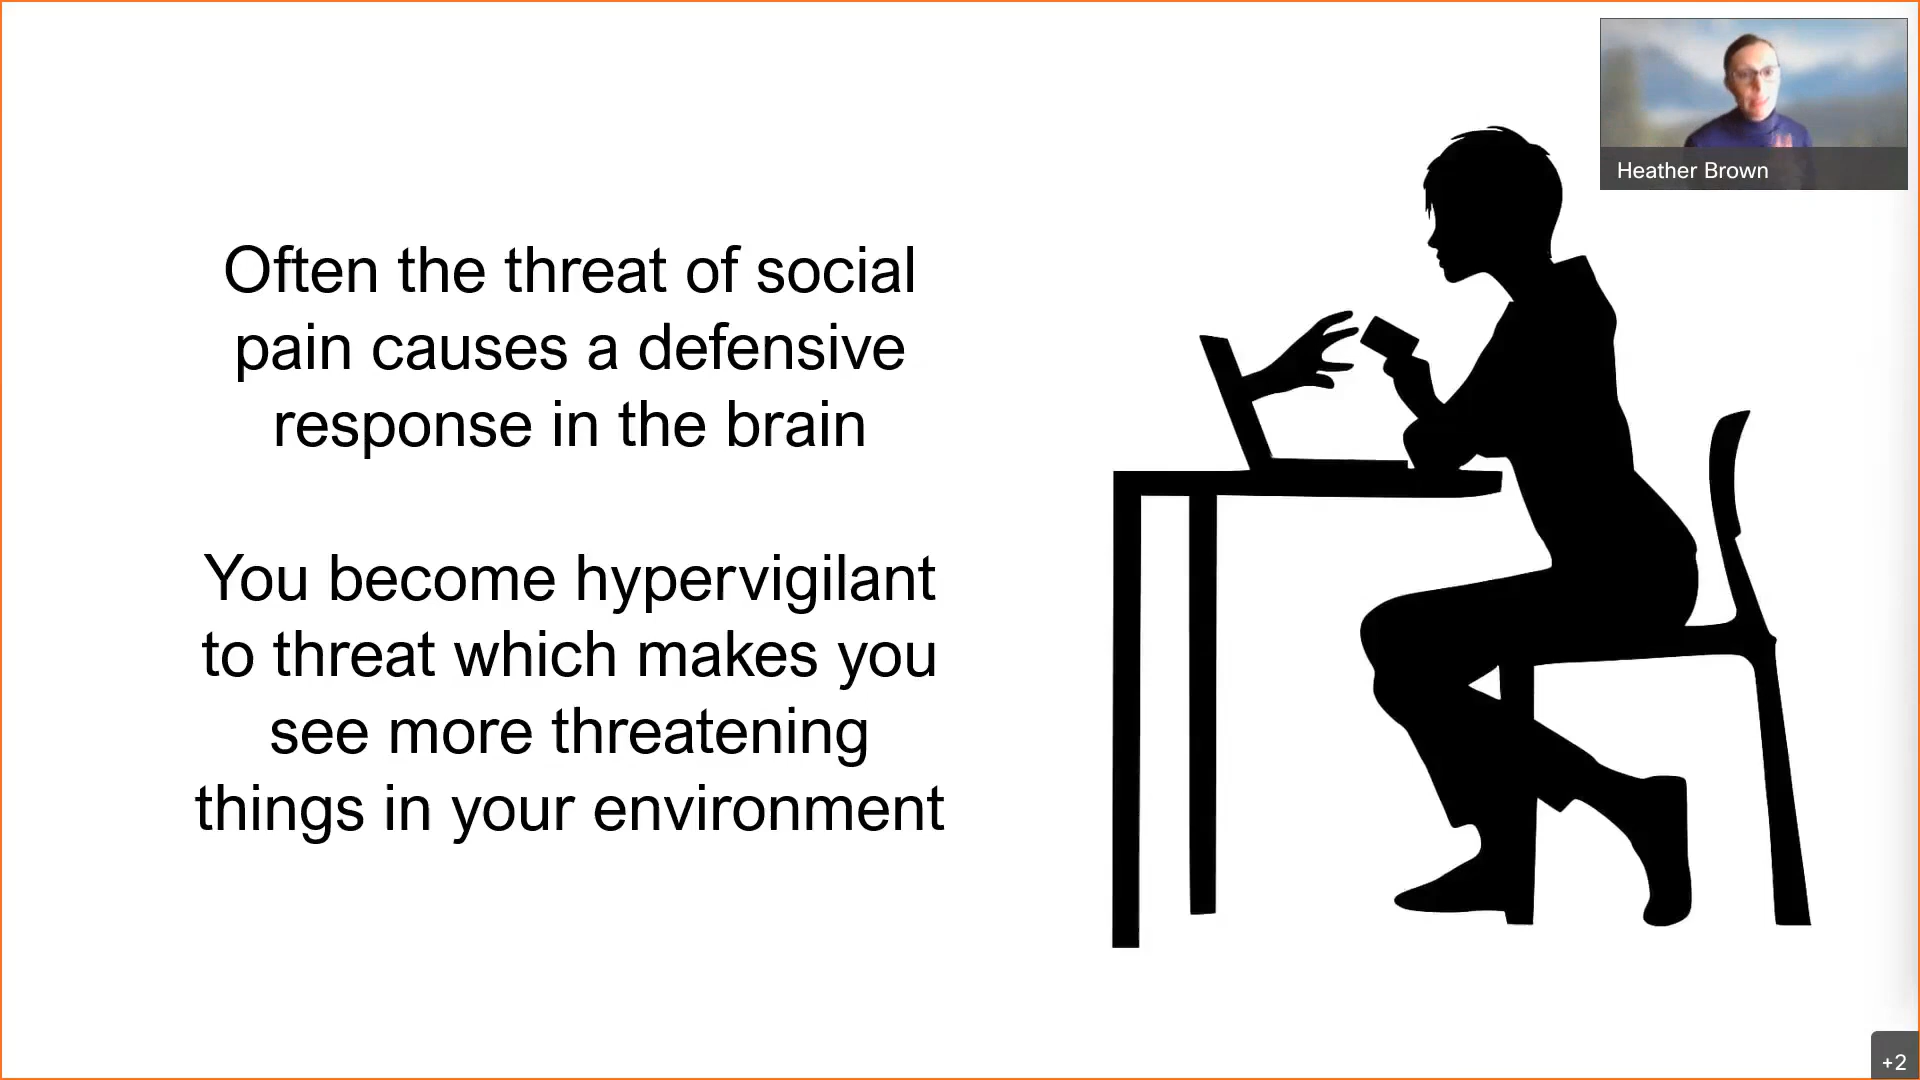 Often the threat of social
pain causes a defensive
response in the brain
You become hypervigilant
to threat which makes you
see more threatening
things in your environment
Heather Brown
+2